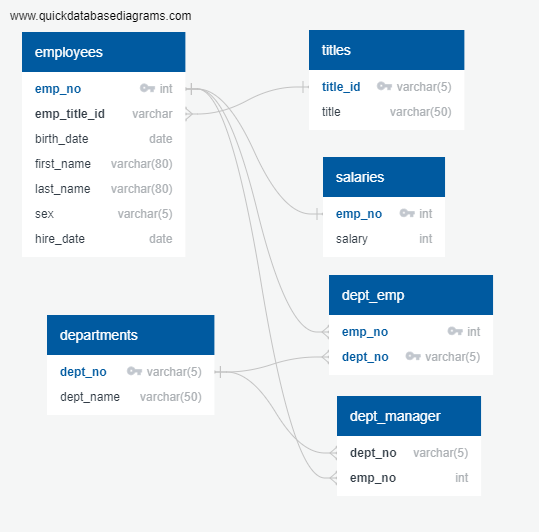 www.quickdatabasediagrams.com
employees
emp_no int
emp_title_id varchar
birth_date date
first_name varchar(80)
last_name varchar(80)
sex varchar(5)
hire_date date
titles
title_id varchar(5)
title varchar(50)
salaries
emp_no int
salary int
dept_emp
emp_no int
dept_no varchar(5)
departments
dept_no varchar(5)
dept_name varchar(50)
dept_manager
dept_no varchar(5)
emp_no int